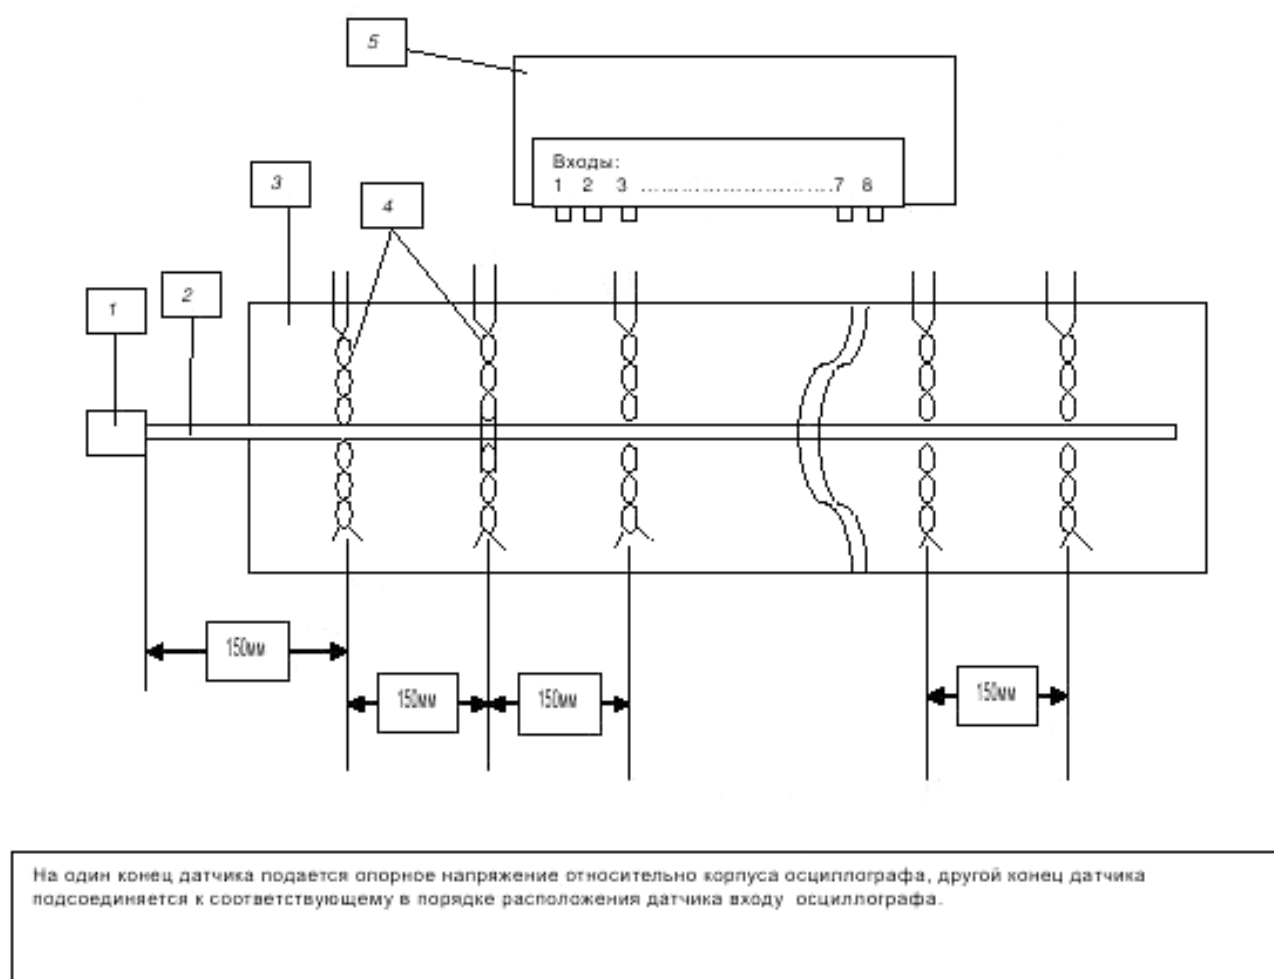 5
Входы:
1 2 3 ................................7 8
3
4
2
1
150мм
150мм 150мм 150мм
На один конец датчика подается опорное напряжение относительно корпуса осциллографа, другой конец датчика
подсоединяется к соответствующему в порядке расположения датчика входу осциллографа.